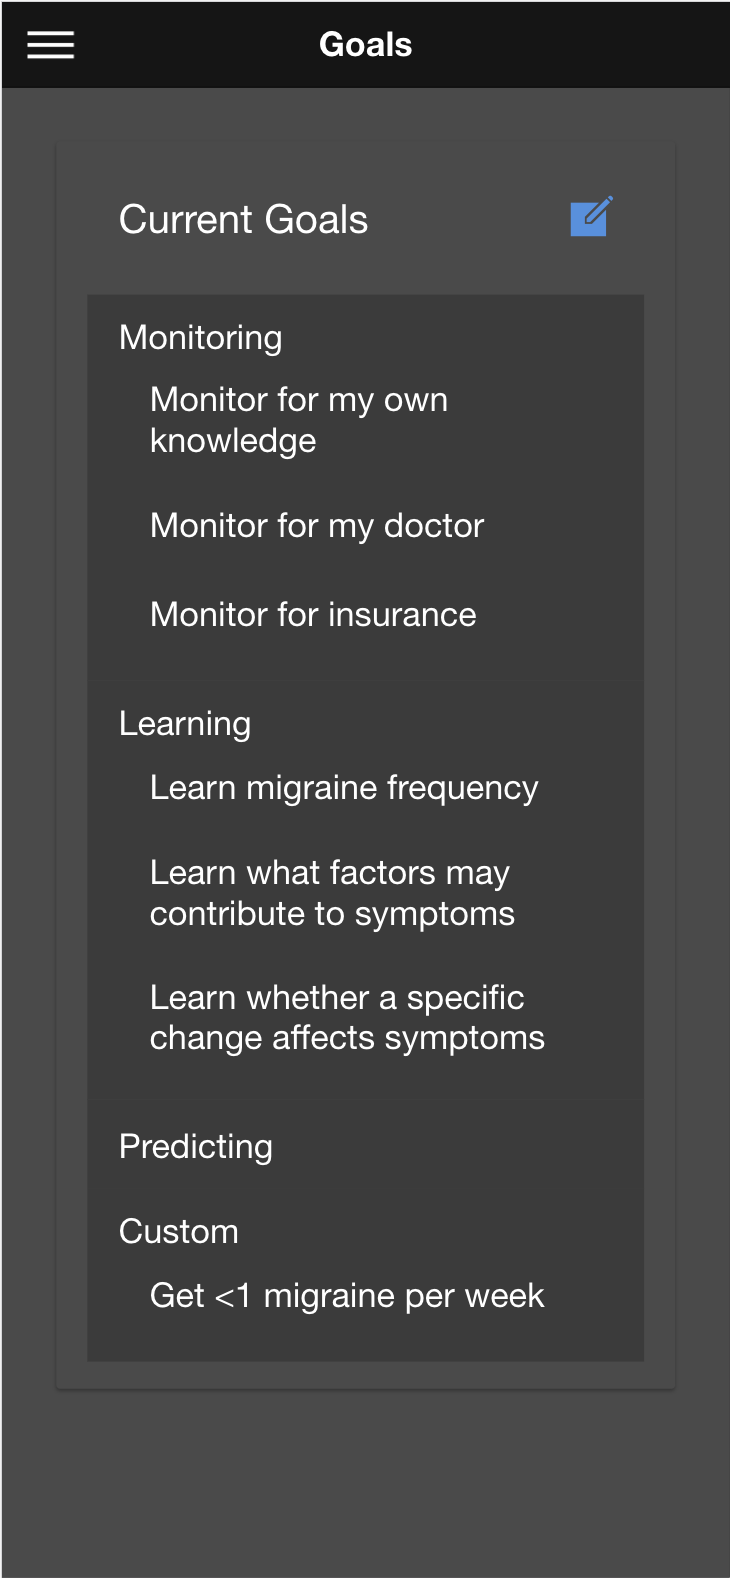 Goals
Current Goals
Monitoring
Monitor for my own
knowledge
Monitor for my doctor
Monitor for insurance
Learning
Learn migraine frequency
Learn what factors may
contribute to symptoms
Learn whether a specific
change affects symptoms
Predicting
Custom
Get <1 migraine per week